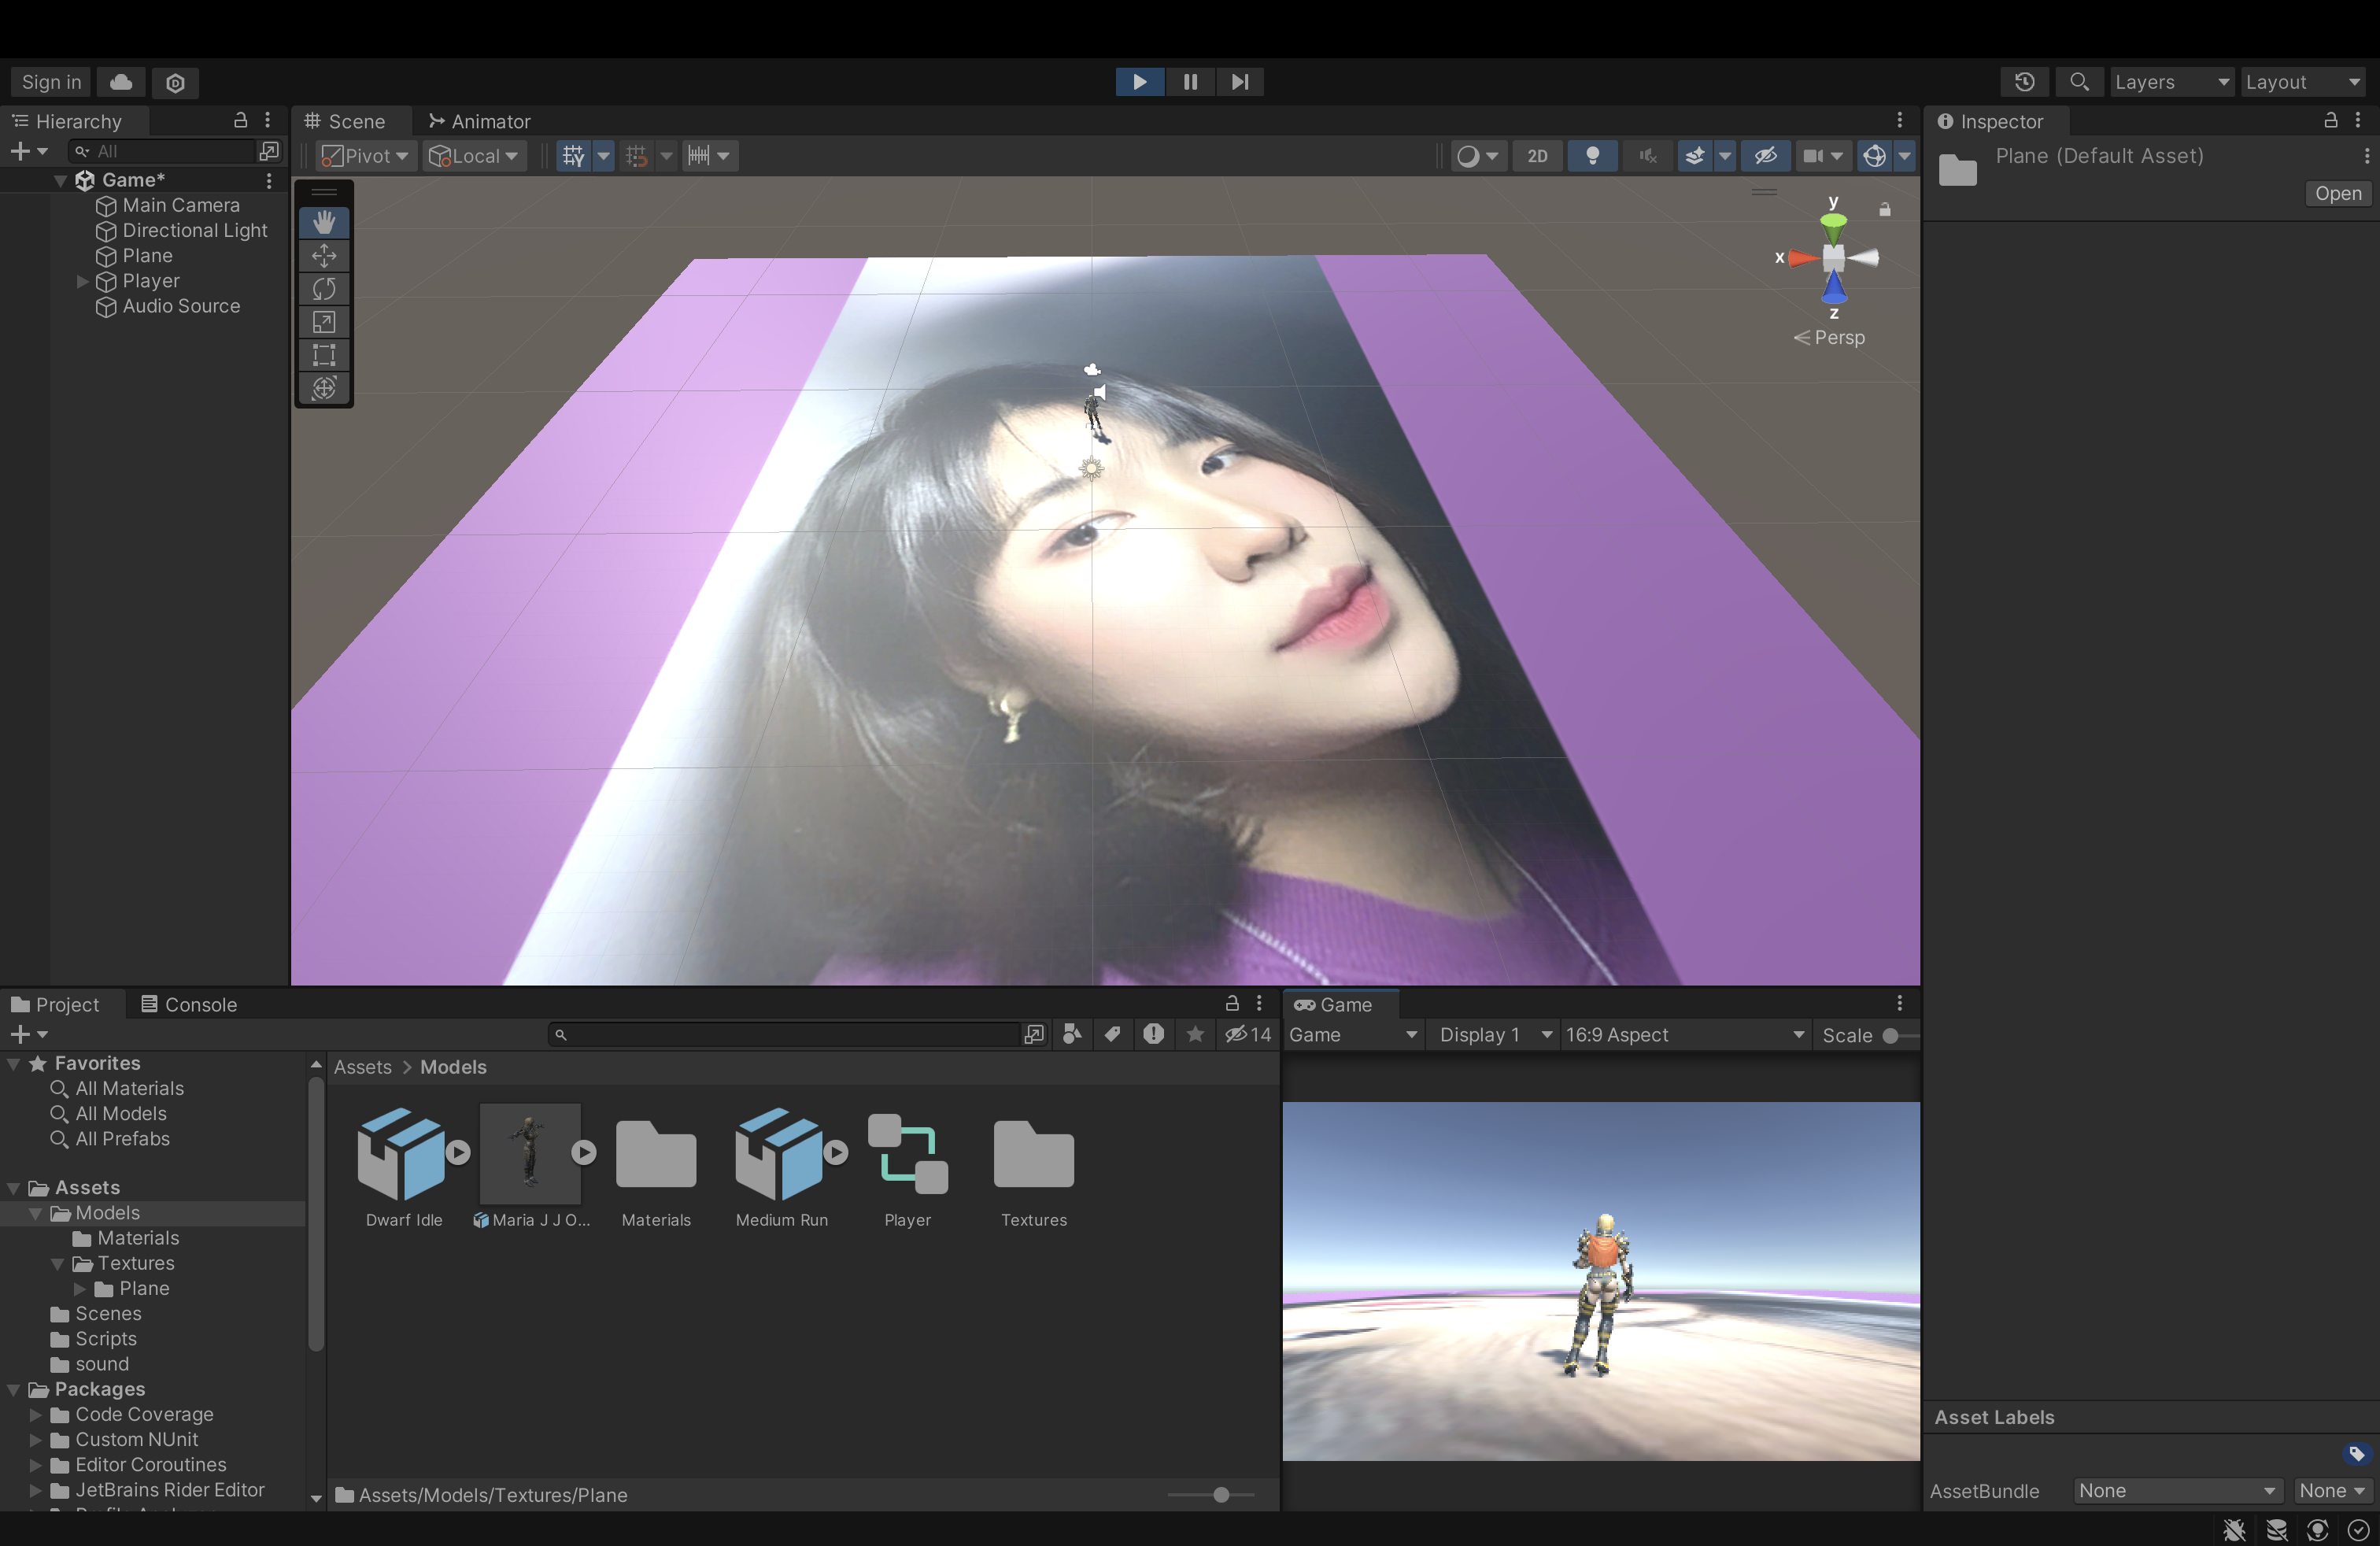 Sign in
Layers
Layout
Hierarchy
Scene
Animator
Inspector
All
Pivot
Local
2D
Plane (Default Asset)
Open
Game*
Main Camera
Directional Light
Plane
Player
Audio Source
y
x
z
Persp
Project
Console
Game
14
Game
Display 1
16:9 Aspect
Scale
Favorites
All Materials
All Models
All Prefabs
Assets
Models
Materials
Textures
Plane
Scenes
Scripts
sound
Packages
Code Coverage
Custom NUnit
Editor Coroutines
JetBrains Rider Editor
Assets > Models
Dwarf Idle
Maria J J O...
Materials
Medium Run
Player
Textures
Assets/Models/Textures/Plane
Asset Labels
AssetBundle
None
None